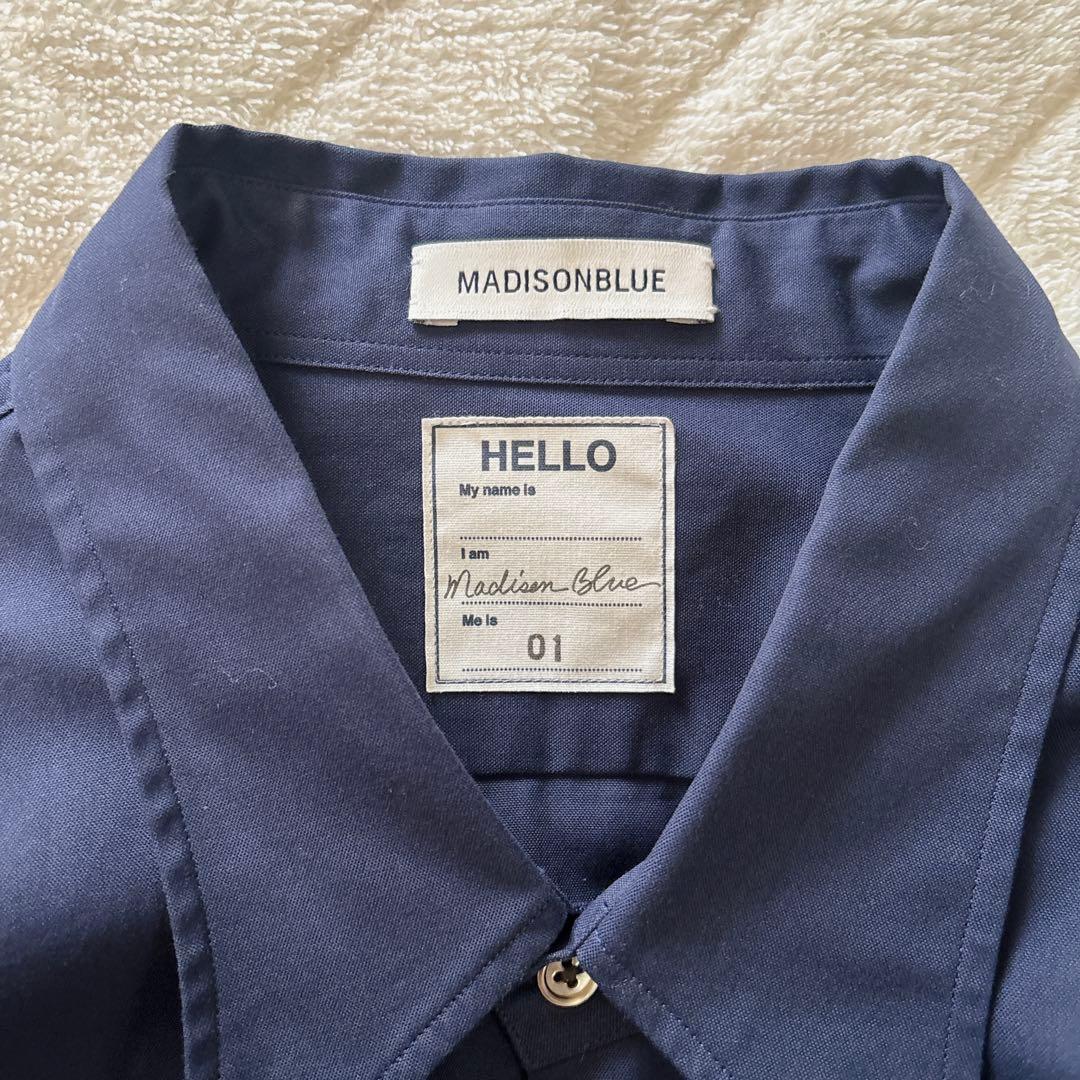 MADISONBLUE
HELLO
My name is
I am
Madison Blue
Me is
01